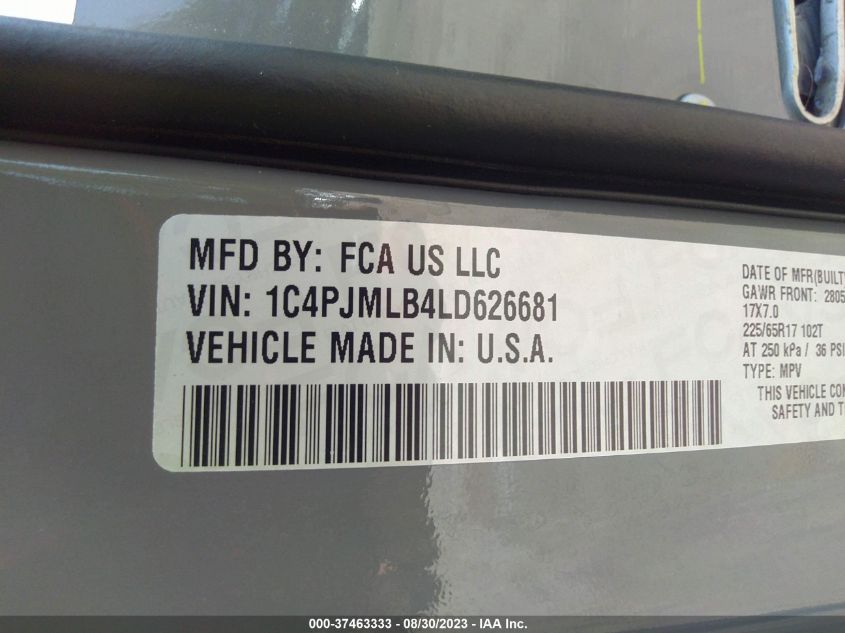 MFD BY: FCA US LLC
VIN: 1C4PJMLB4LD626681
VEHICLE MADE IN: U.S.A.
DATE OF MFR(BUILT
GAWR FRONT: 2805
17X7.0
225/65R17 102T
AT 250 kPa / 36 PSI
TYPE: MPV
THIS VEHICLE CON
SAFETY AND T
000-37463333 - 08/30/2023 - IAA Inc.